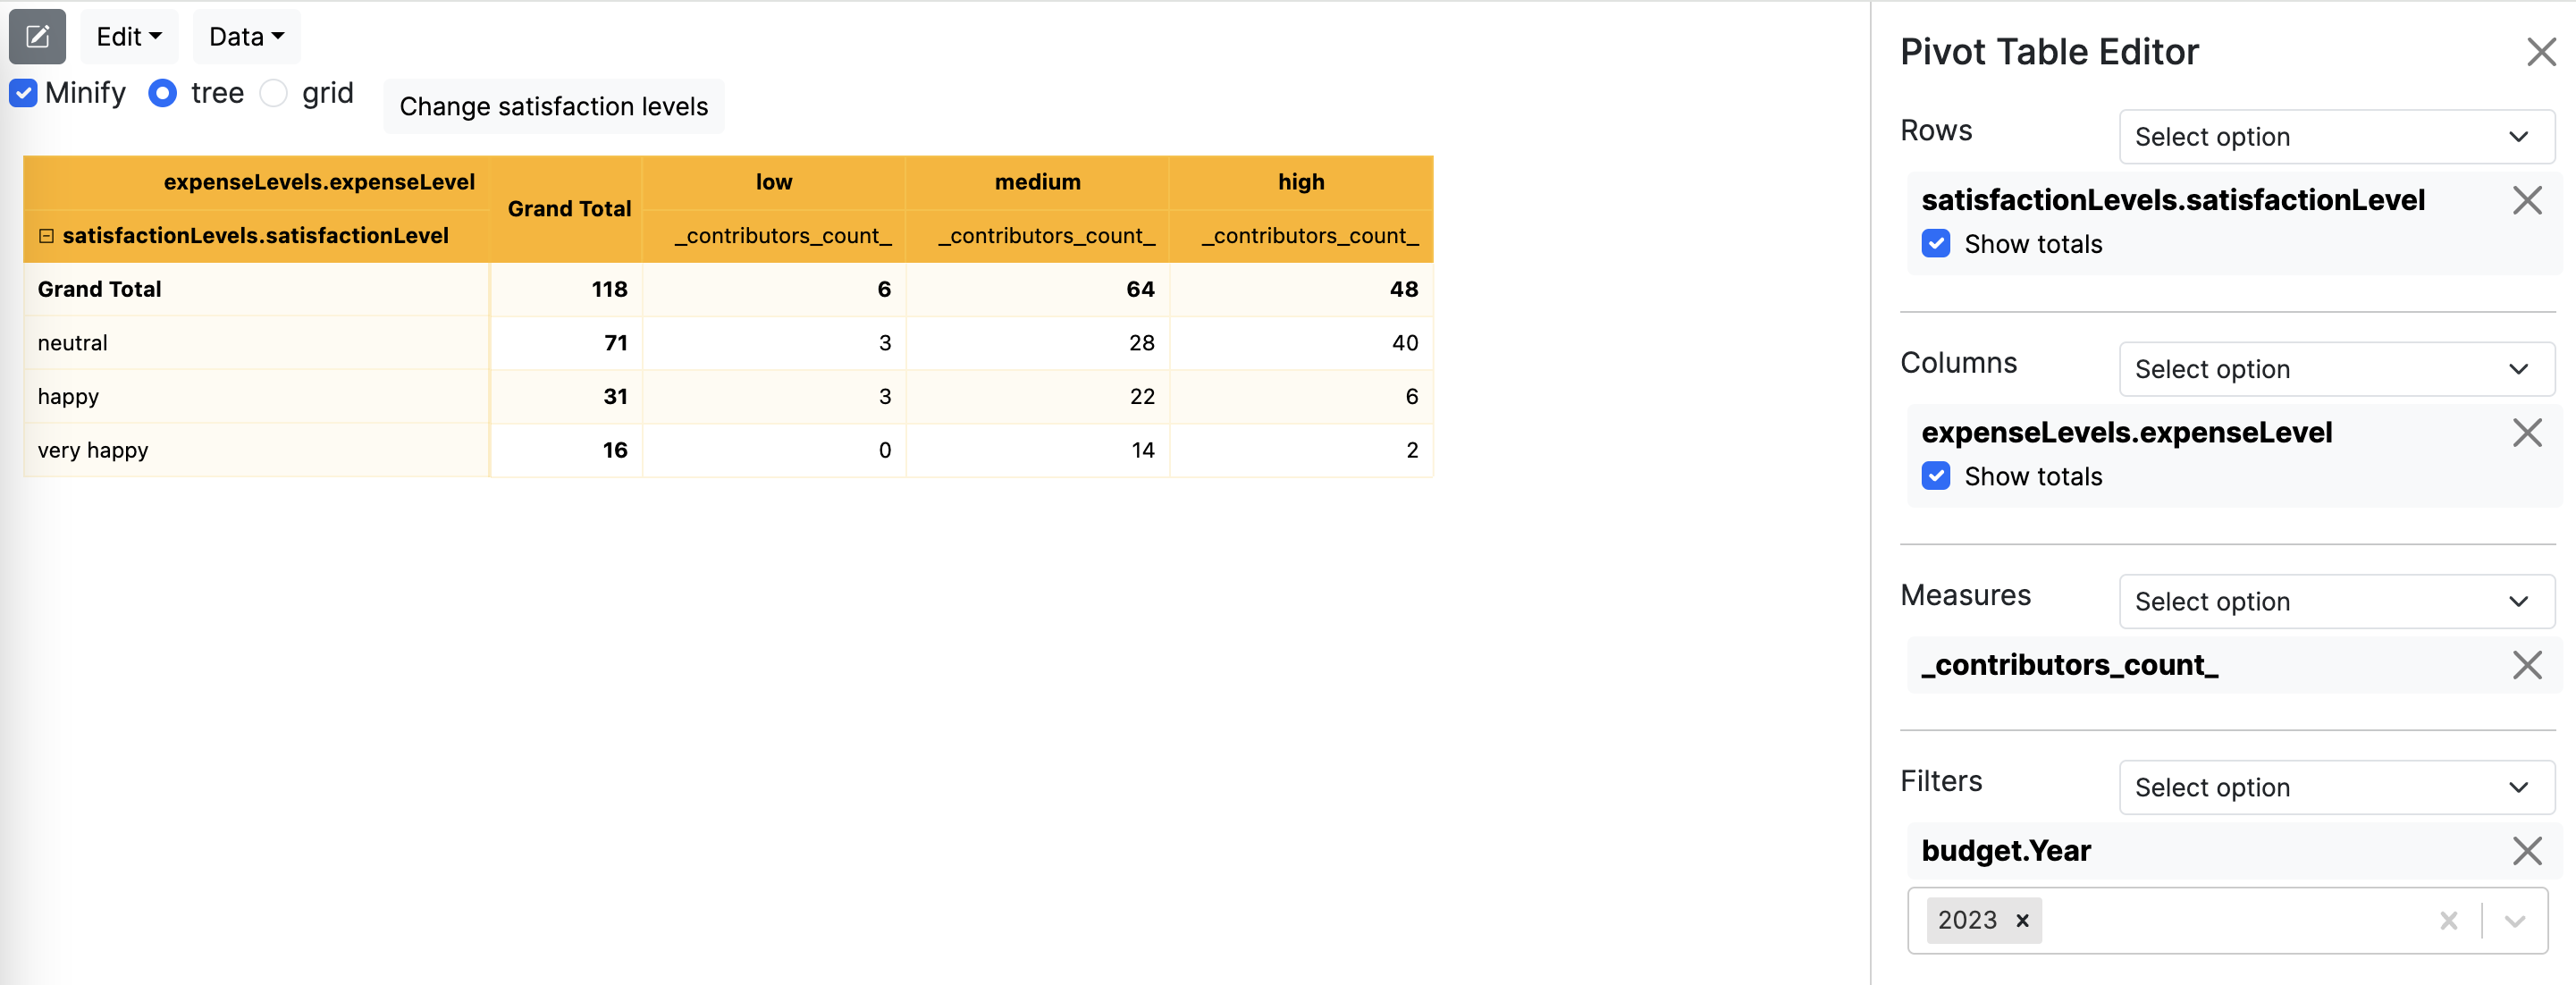 Edit Data
Minify tree grid Change satisfaction levels
expenseLevels.expenseLevel Grand Total low medium high
satisfactionLevels.satisfactionLevel _contributors_count_ _contributors_count_ _contributors_count_
Grand Total 118 6 64 48
neutral 71 3 28 40
happy 31 3 22 6
very happy 16 0 14 2
Pivot Table Editor
Rows Select option
satisfactionLevels.satisfactionLevel
Show totals
Columns Select option
expenseLevels.expenseLevel
Show totals
Measures Select option
_contributors_count_
Filters Select option
budget.Year
2023